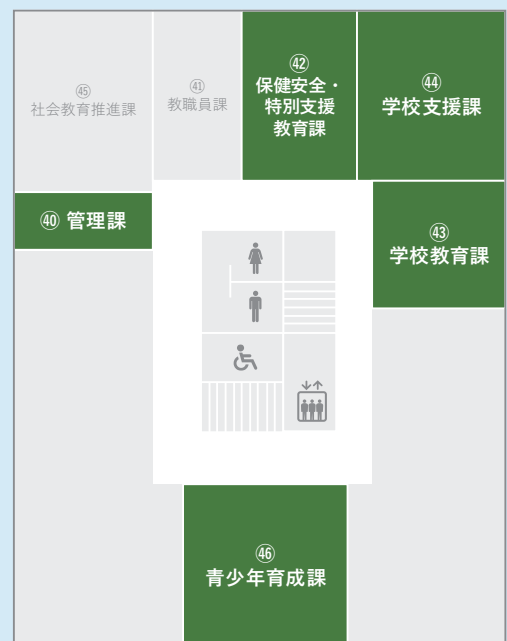 ㊺
社会教育推進課
㊶
教職員課
㊷
保健安全・
特別支援
教育課
㊹
学校支援課
㊵ 管理課
㊸
学校教育課
㊻
青少年育成課